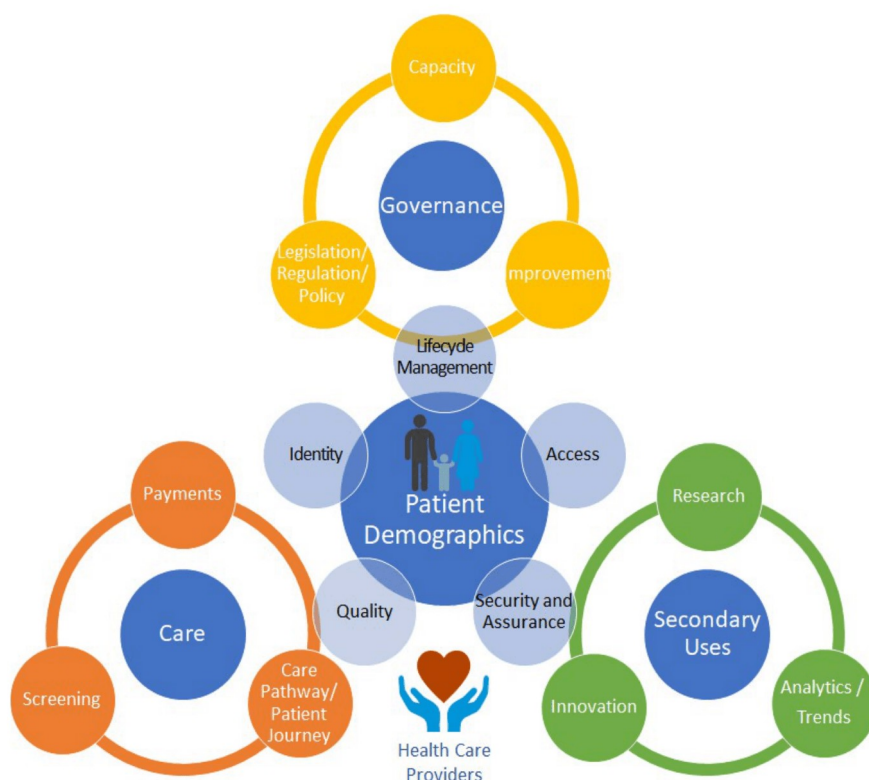 Capacity
Governance
Legislation/
Regulation/
Policy
mprovement
Lifecycle
Management
Identity
Access
Patient
Demographics
Payments
Research
Care
Quality
Security and
Assurance
Secondary
Uses
Screening
Care
Pathway/
Patient
Journey
Innovation
Analytics /
Trends
Health Care
Providers